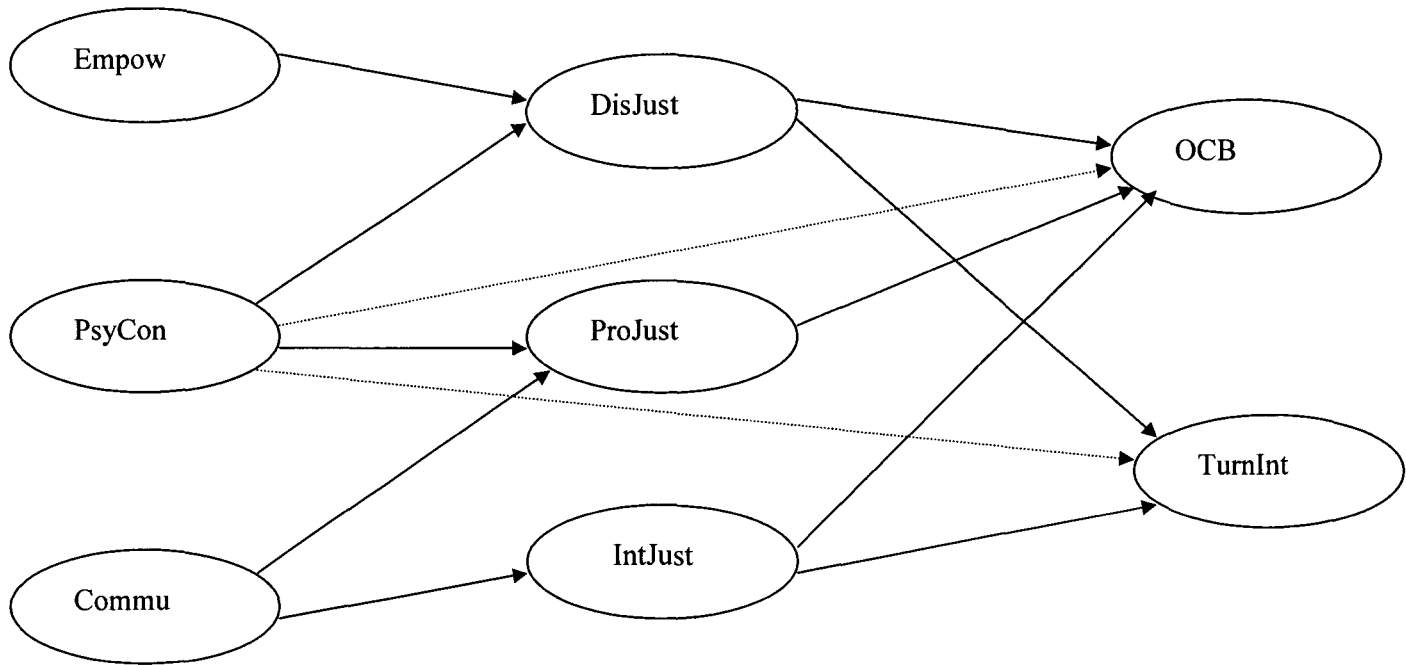 Empow
DisJust
OCB
PsyCon
ProJust
TurnInt
IntJust
Commu